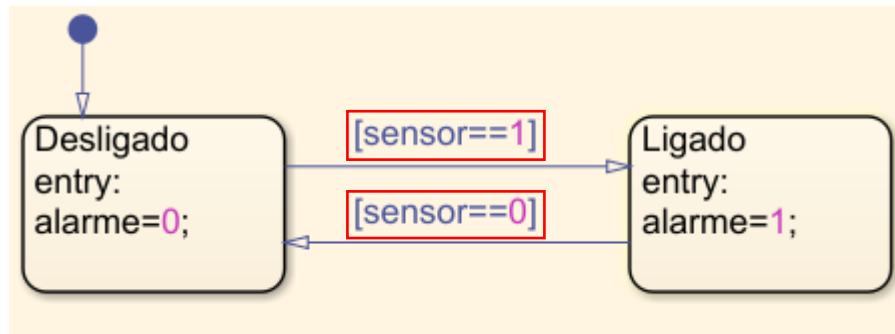 Desligado
entry:
alarme=0;
[sensor==1]
[sensor==0]
Ligado
entry:
alarme=1;